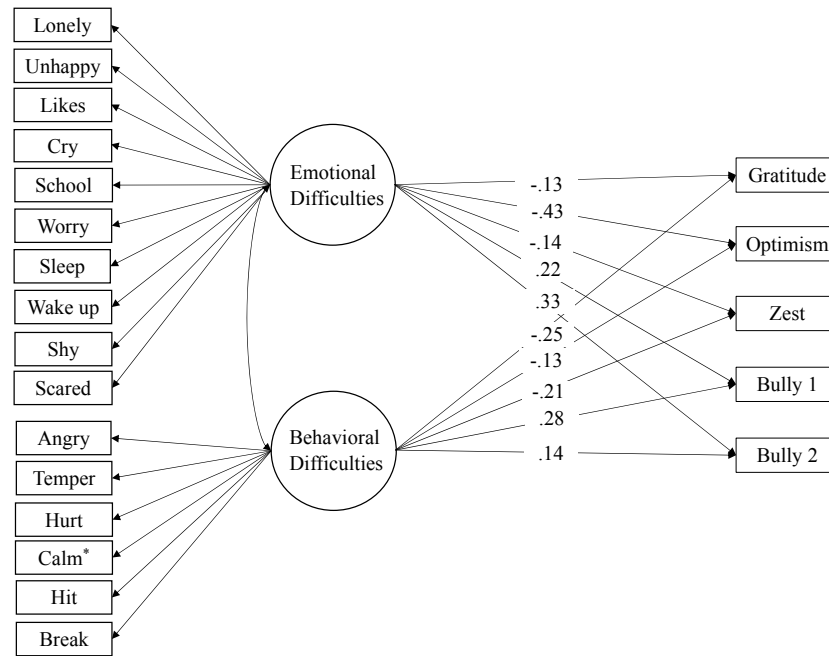 Lonely
Unhappy
Likes
Cry
School
Worry
Sleep
Wake up
Shy
Scared
Angry
Temper
Hurt
Calm*
Hit
Break
Emotional
Difficulties
Behavioral
Difficulties
-.13
-.43
-.14
.22
.33
-.25
-.13
-.21
.28
.14
Gratitude
Optimism
Zest
Bully 1
Bully 2